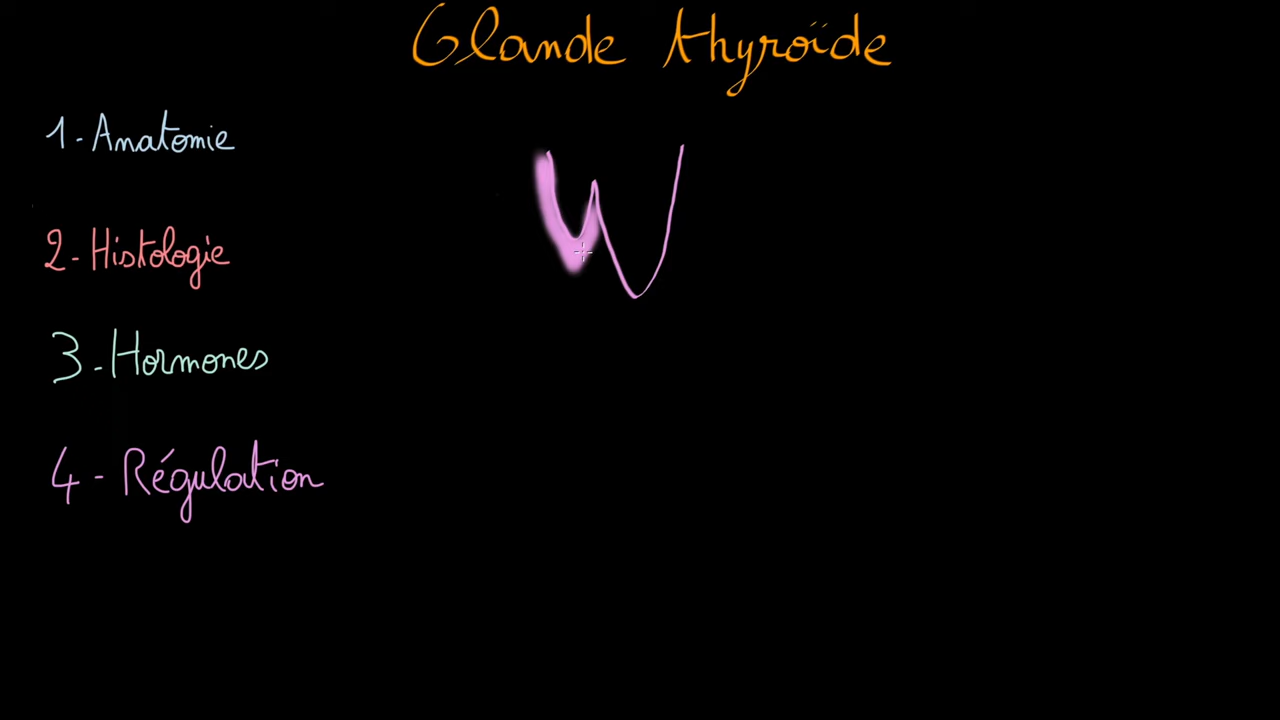 Glande thyroïde
1. Anatomie
2. Histologie
3. Hormones
4 - Régulation